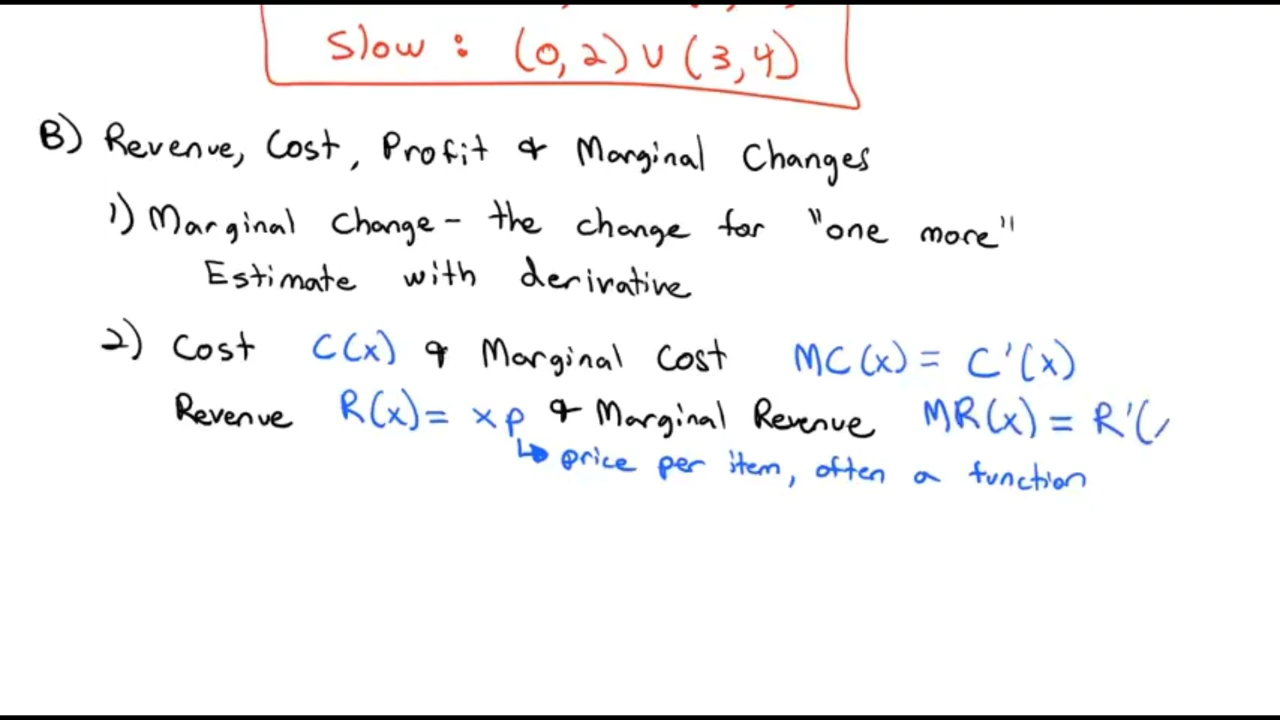 Slow : (0, 2) ∪ (3, 4)
B) Revenue, Cost, Profit & Marginal Changes
1) Marginal Change – the change for "one more"
Estimate with derivative
2) Cost C(x) & Marginal Cost MC(x) = C'(x)
Revenue R(x) = xp & Marginal Revenue MR(x) = R'(
↳ price per item, often a function